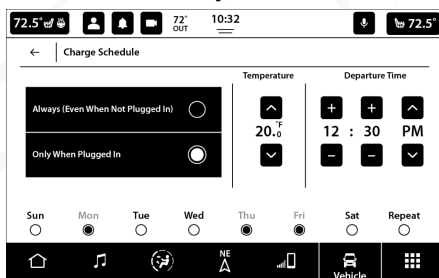 72.5° 72° 10:32 72.5°
OUT
Charge Schedule
Temperature Departure Time
Always (Even When Not Plugged In)
°F
20.0 12 : 30 PM
Only When Plugged In
Sun Mon Tue Wed Thu Fri Sat Repeat
NE
Vehicle